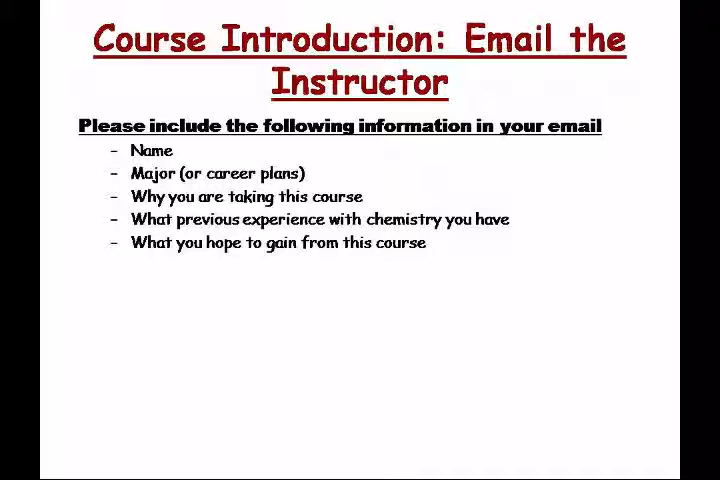 Course Introduction: Email the
Instructor
Please include the following information in your email
- Name
- Major (or career plans)
- Why you are taking this course
- What previous experience with chemistry you have
- What you hope to gain from this course